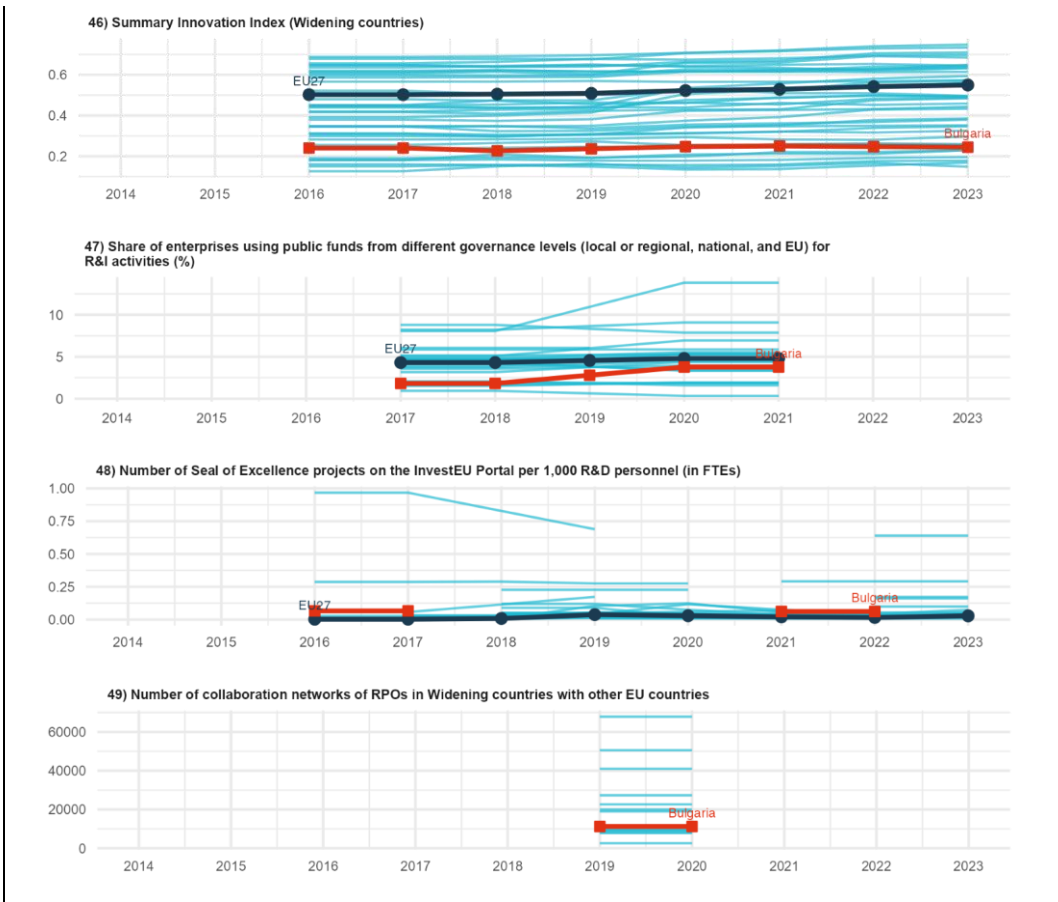 46) Summary Innovation Index (Widening countries)
0.6
EU27
0.4
Bulgaria
0.2
2014 2015 2016 2017 2018 2019 2020 2021 2022 2023
47) Share of enterprises using public funds from different governance levels (local or regional, national, and EU) for
R&I activities (%)
10
EU27
Bulgaria
5
0
2014 2015 2016 2017 2018 2019 2020 2021 2022 2023
48) Number of Seal of Excellence projects on the InvestEU Portal per 1,000 R&D personnel (in FTEs)
1.00
0.75
0.50
0.25
EU27
Bulgaria
0.00
2014 2015 2016 2017 2018 2019 2020 2021 2022 2023
49) Number of collaboration networks of RPOs in Widening countries with other EU countries
60000
40000
20000
Bulgaria
0
2014 2015 2016 2017 2018 2019 2020 2021 2022 2023